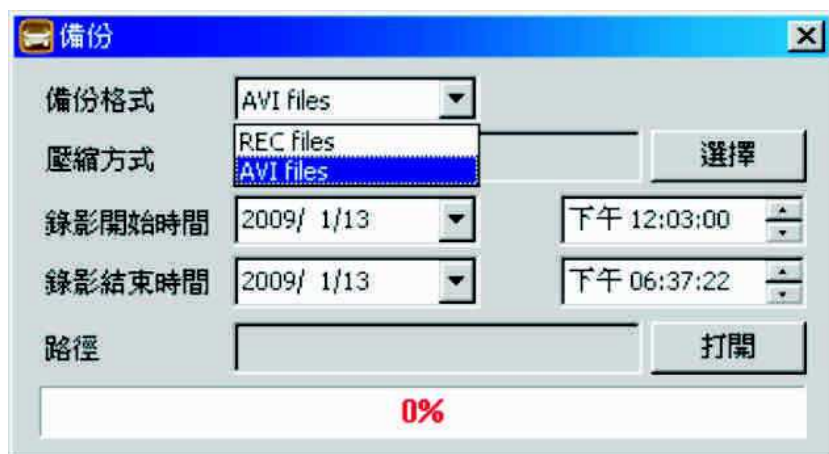 備份
備份格式 AVI files
REC files
壓縮方式 選擇
AVI files
錄影開始時間 2009/ 1/13 下午 12:03:00
錄影結束時間 2009/ 1/13 下午 06:37:22
路徑 打開
0%